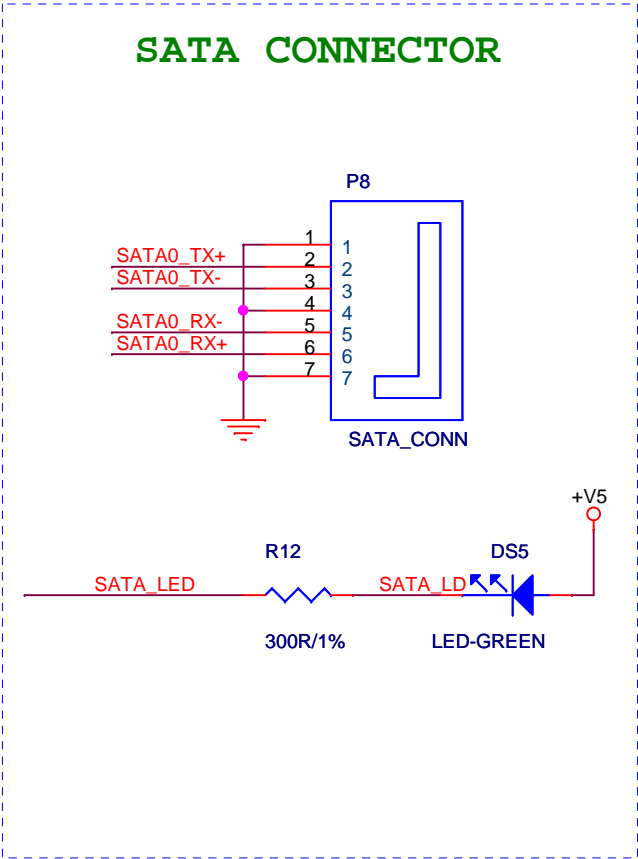 SATA CONNECTOR
P8
1 1
SATA0_TX+ 2 2
SATA0_TX- 3 3
4 4
SATA0_RX- 5 5
SATA0_RX+ 6 6
7 7
SATA_CONN
+V5
R12 DS5
SATA_LED SATA_LD
300R/1% LED-GREEN